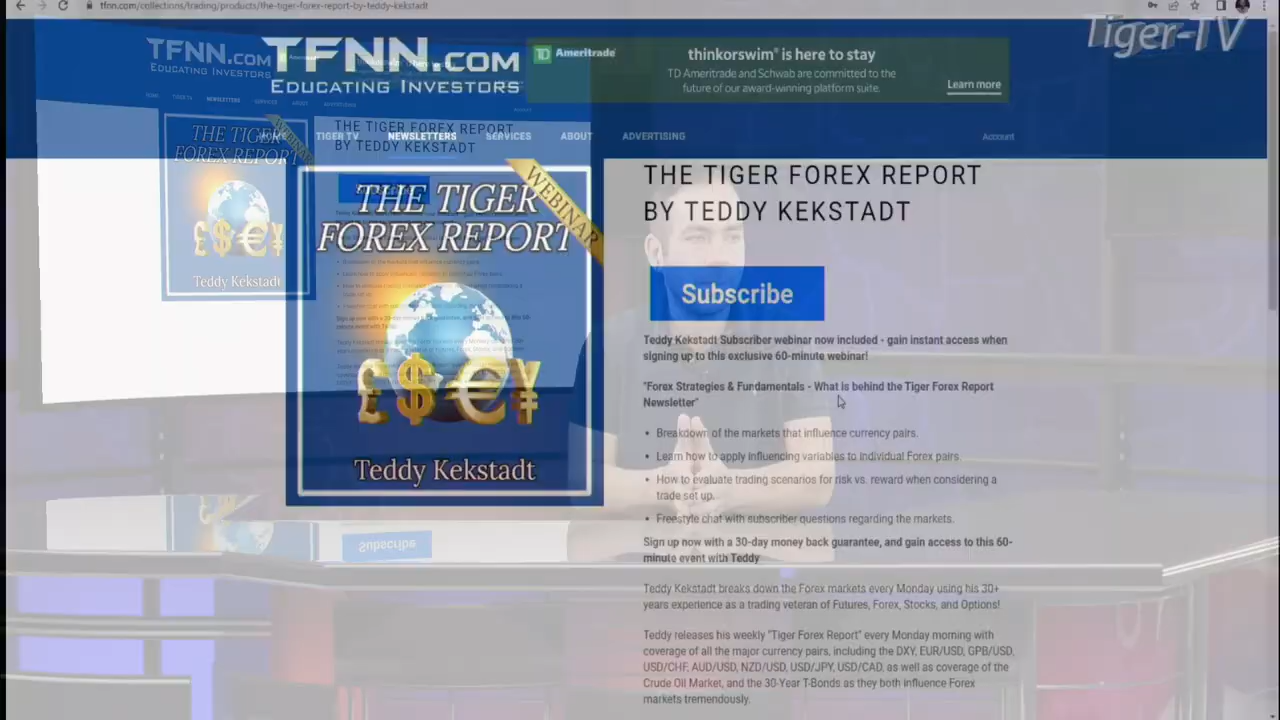 tfnn.com/collections/trading/products/the-tiger-forex-report-by-teddy-kekstadt
Tiger-TV
TFNN.COM
EDUCATING INVESTORS
TFNN.COM
EDUCATING INVESTORS
TD Ameritrade
thinkorswim® is here to stay
TD Ameritrade and Schwab are committed to the
future of our award-winning platform suite.
Learn more
HOME TIGER TV NEWSLETTERS SERVICES ABOUT ADVERTISING Account
THE TIGER
FOREX REPORT
Teddy Kekstadt
THE TIGER FOREX REPORT
BY TEDDY KEKSTADT
WEBINAR
THE TIGER
FOREX REPORT
Teddy Kekstadt
THE TIGER FOREX REPORT
BY TEDDY KEKSTADT
Subscribe
Teddy Kekstadt Subscriber webinar now included - gain instant access when
signing up to this exclusive 60-minute webinar!
"Forex Strategies & Fundamentals - What is behind the Tiger Forex Report
Newsletter"
• Breakdown of the markets that influence currency pairs.
• Learn how to apply influencing variables to individual Forex pairs.
• How to evaluate trading scenarios for risk vs. reward when considering a
trade set up.
• Freestyle chat with subscriber questions regarding the markets.
Sign up now with a 30-day money back guarantee, and gain access to this 60-
minute event with Teddy
Teddy Kekstadt breaks down the Forex markets every Monday using his 30+
years experience as a trading veteran of Futures, Forex, Stocks, and Options!
Teddy releases his weekly "Tiger Forex Report" every Monday morning with
coverage of all the major currency pairs, including the DXY, EUR/USD, GPB/USD,
USD/CHF, AUD/USD, NZD/USD, USD/JPY, USD/CAD, as well as coverage of the
Crude Oil Market, and the 30-Year T-Bonds as they both influence Forex
markets tremendously.
Subscribe